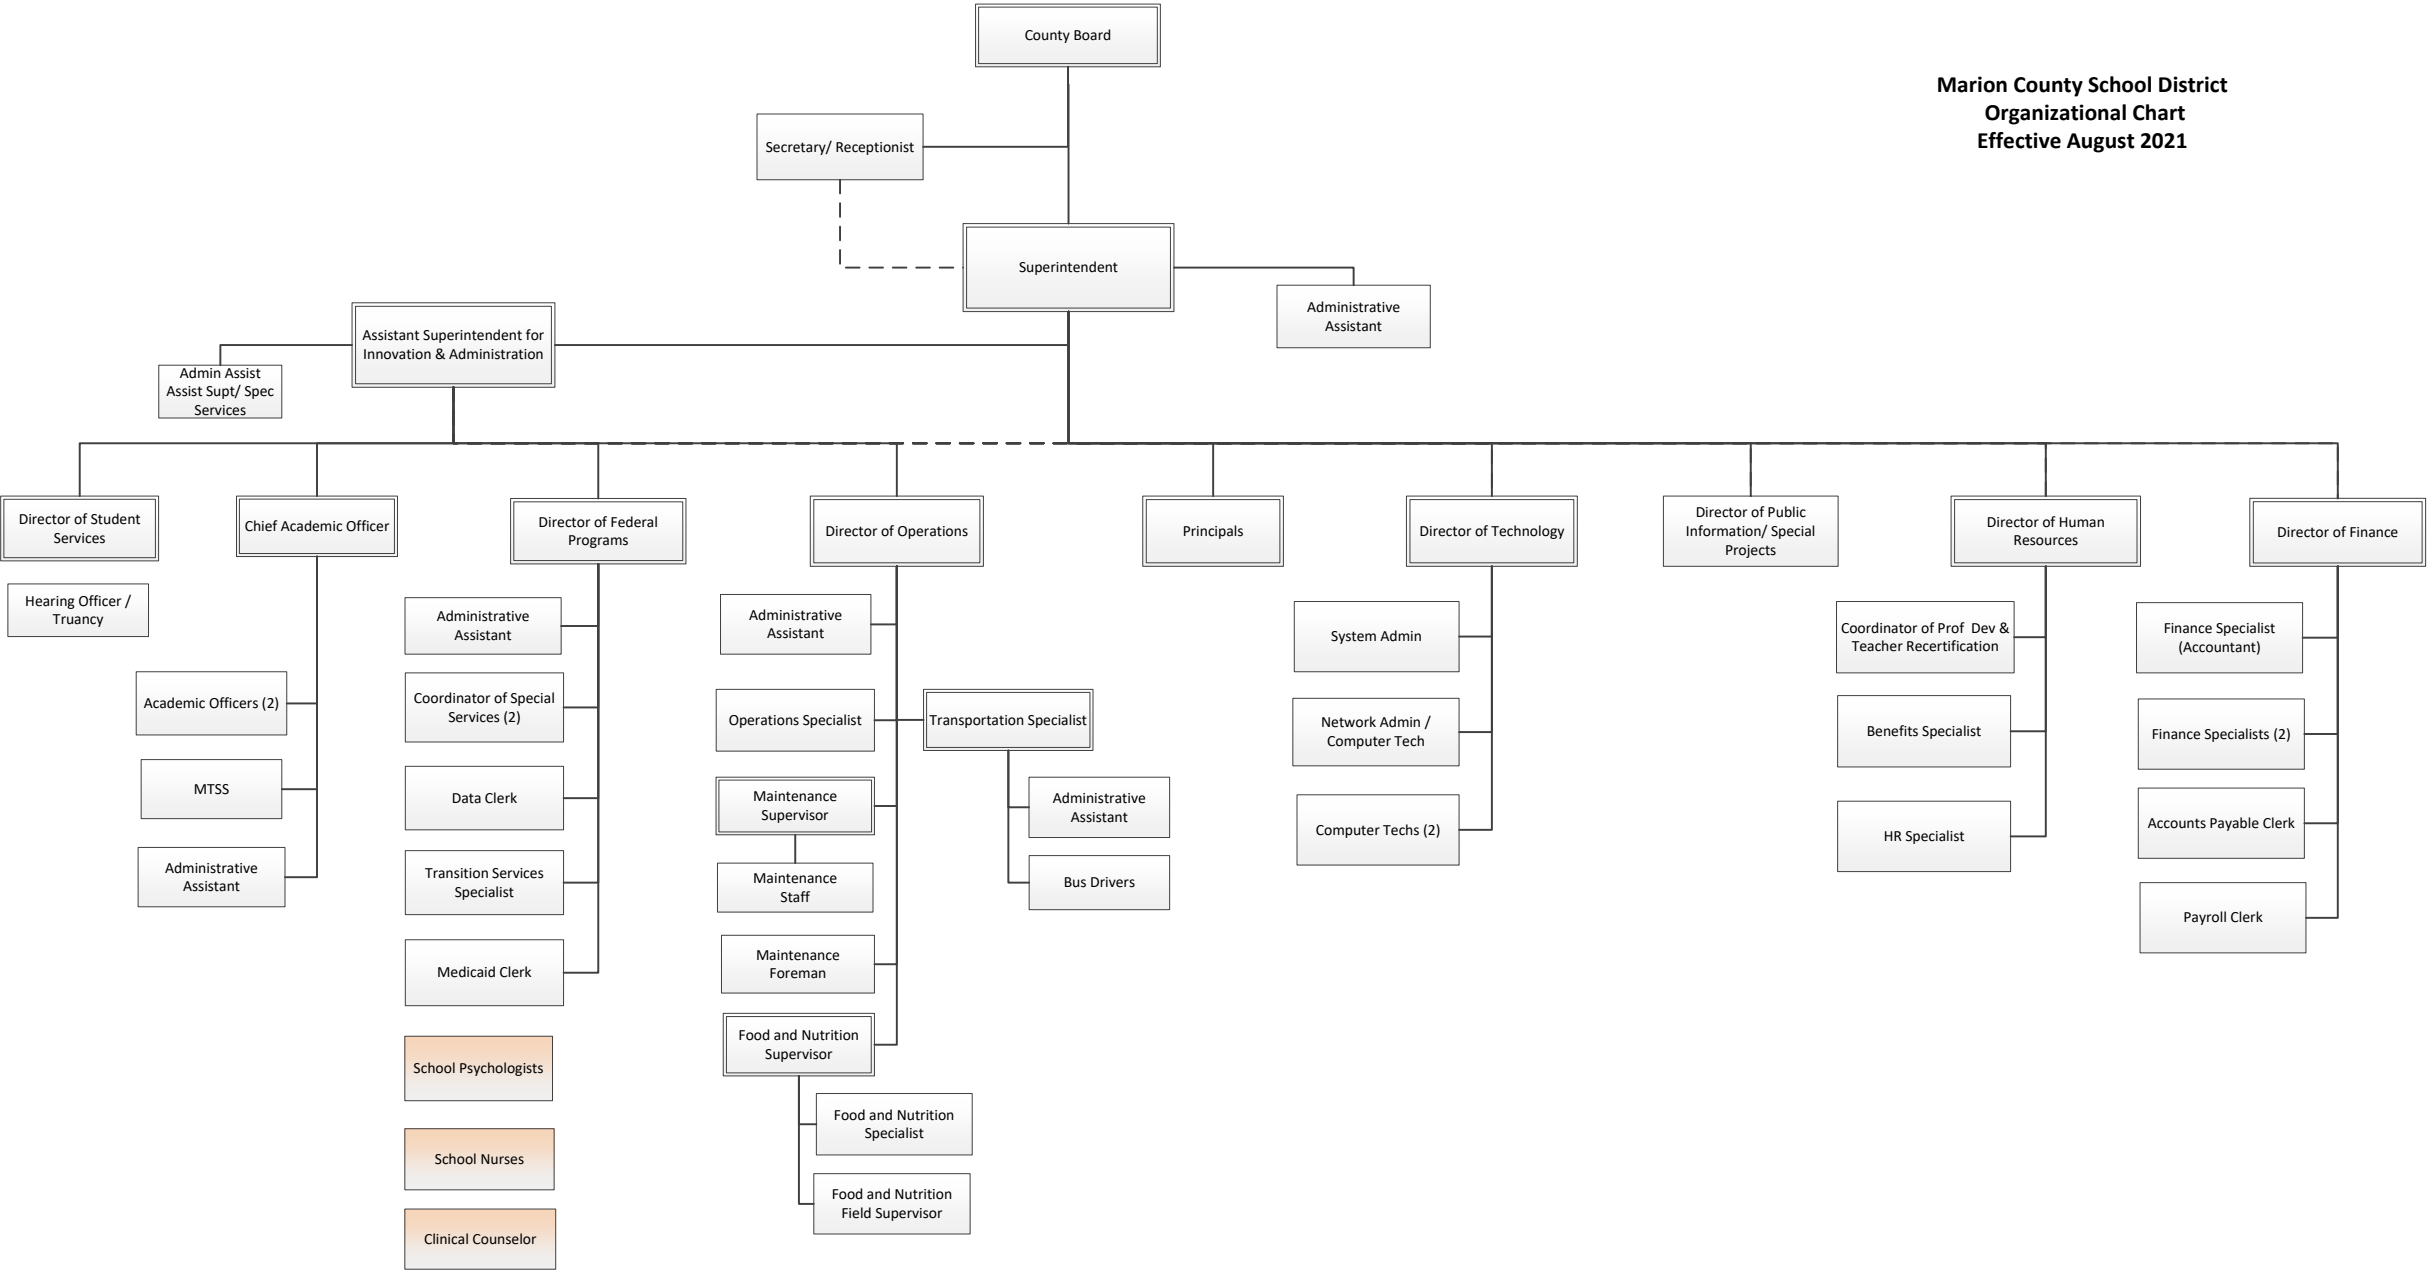 County Board
Marion County School District
Organizational Chart
Effective August 2021
Secretary/ Receptionist
Superintendent
Administrative
Assistant
Assistant Superintendent for
Innovation & Administration
Admin Assist
Assist Supt/ Spec
Services
Director of Student
Services
Chief Academic Officer
Director of Federal
Programs
Director of Operations
Principals
Director of Technology
Director of Public
Information/ Special
Projects
Director of Human
Resources
Director of Finance
Hearing Officer /
Truancy
Academic Officers (2)
MTSS
Administrative
Assistant
Administrative
Assistant
Coordinator of Special
Services (2)
Data Clerk
Transition Services
Specialist
Medicaid Clerk
School Psychologists
School Nurses
Clinical Counselor
Administrative
Assistant
Operations Specialist
Transportation Specialist
Maintenance
Supervisor
Maintenance
Staff
Maintenance
Foreman
Food and Nutrition
Supervisor
Food and Nutrition
Specialist
Food and Nutrition
Field Supervisor
Administrative
Assistant
Bus Drivers
System Admin
Network Admin /
Computer Tech
Computer Techs (2)
Coordinator of Prof Dev &
Teacher Recertification
Benefits Specialist
HR Specialist
Finance Specialist
(Accountant)
Finance Specialists (2)
Accounts Payable Clerk
Payroll Clerk